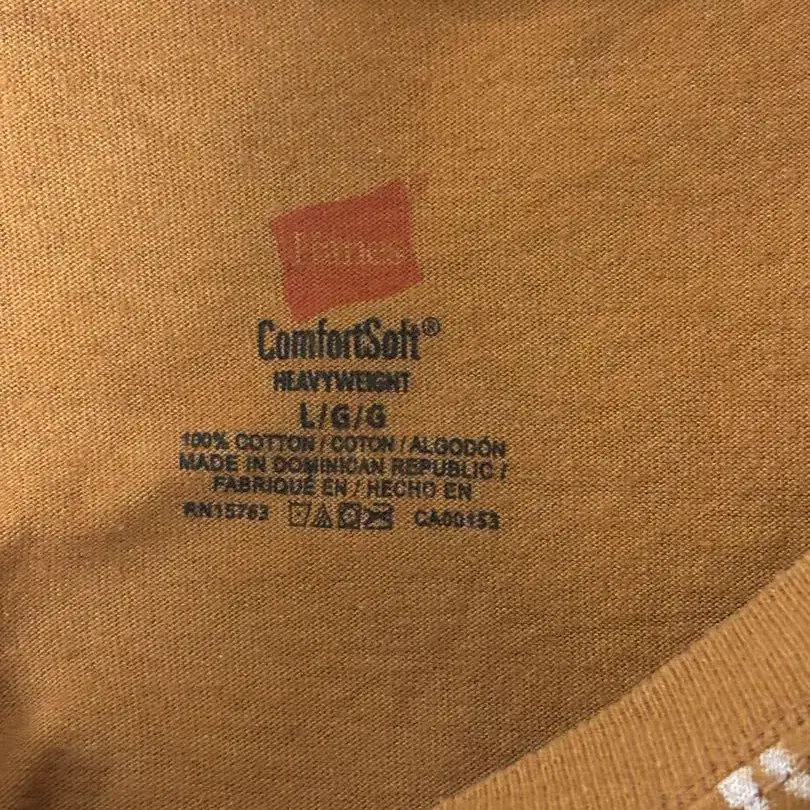 Hanes
ComfortSoft®
HEAVYWEIGHT
L/G/G
100% COTTON / COTON / ALGODÓN
MADE IN DOMINICAN REPUBLIC /
FABRIQUÉ EN / HECHO EN
RN15763 CA00153